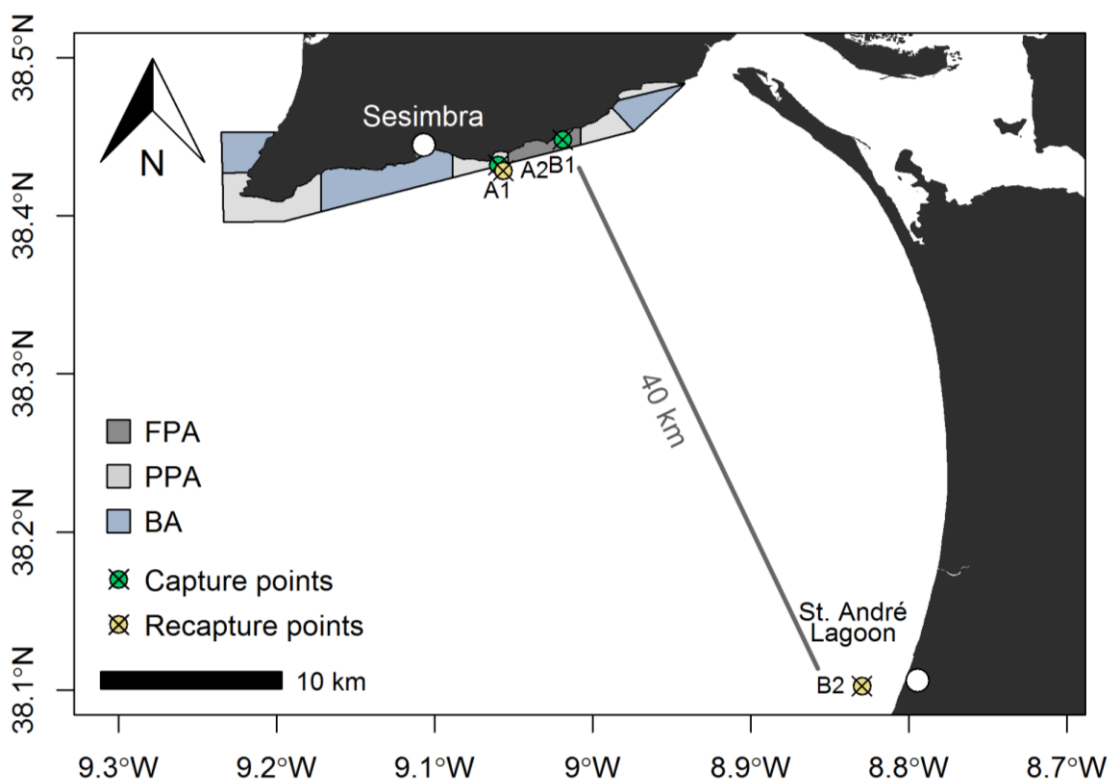 38.5°N
38.4°N
38.3°N
38.2°N
38.1°N
N
Sesimbra
A1
A2
B1
40 km
FPA
PPA
BA
Capture points
Recapture points
10 km
St. André
Lagoon
B2
9.3°W
9.2°W
9.1°W
9°W
8.9°W
8.8°W
8.7°W